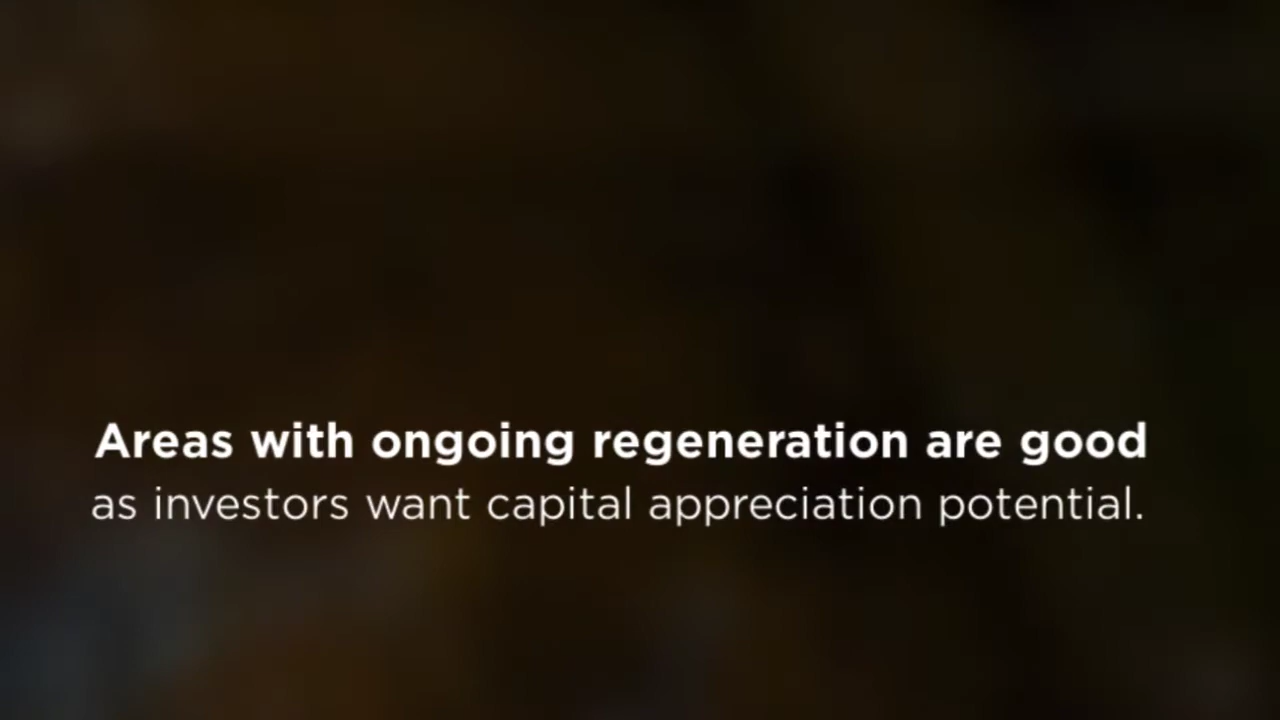 Areas with ongoing regeneration are good
as investors want capital appreciation potential.